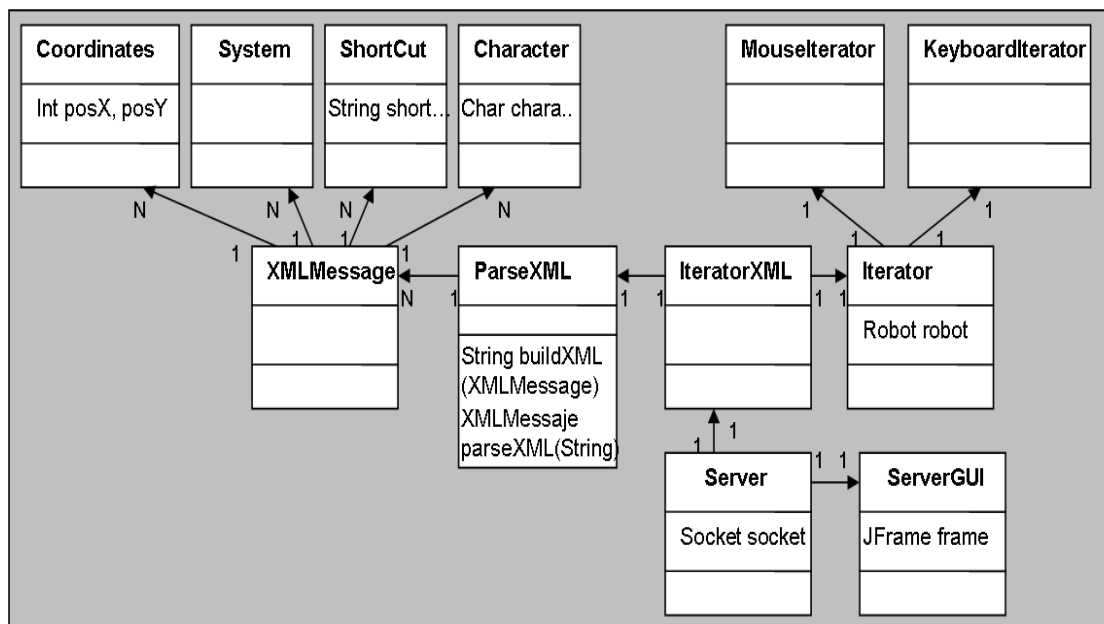 Coordinates
Int posX, posY
System
ShortCut
String short...
Character
Char chara..
MouseIterator
KeyboardIterator
N
N
N
N
1
1
1
1
1
1
1
1
XMLMessage
N
1
ParseXML
String buildXML
(XMLMessage)
XMLMessaje
parseXML(String)
1
1
IteratorXML
1
1
Iterator
Robot robot
1
1
Server
Socket socket
1
1
ServerGUI
JFrame frame